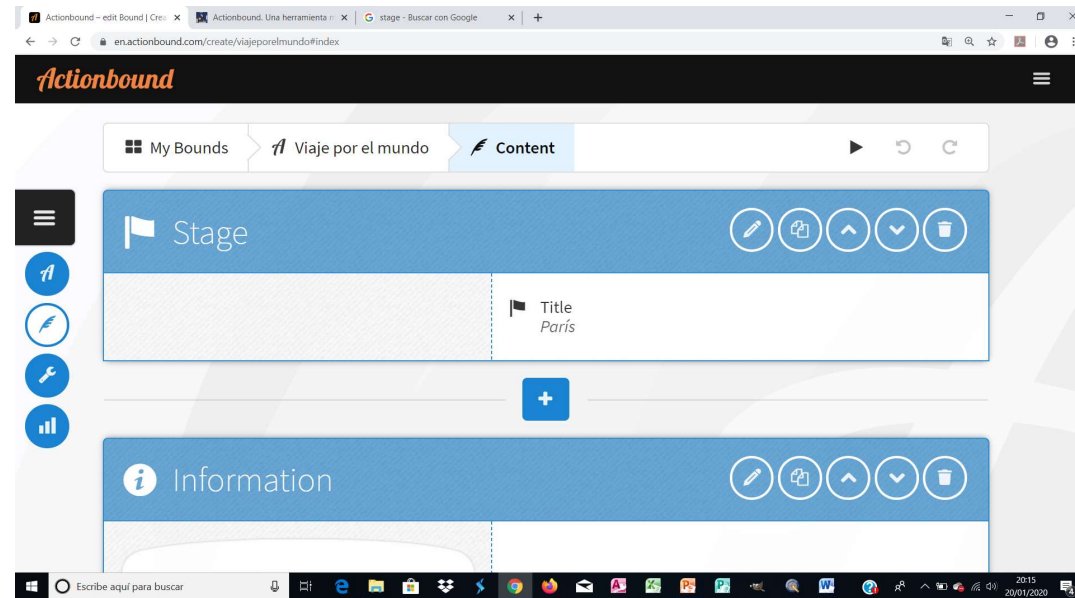 Actionbound – edit Bound | Crea
Actionbound. Una herramienta n
stage - Buscar con Google
en.actionbound.com/create/viajeporelmundo#index
Actionbound
My Bounds
Viaje por el mundo
Content
Stage
Title
París
Information
Escribe aquí para buscar
20:15
20/01/2020